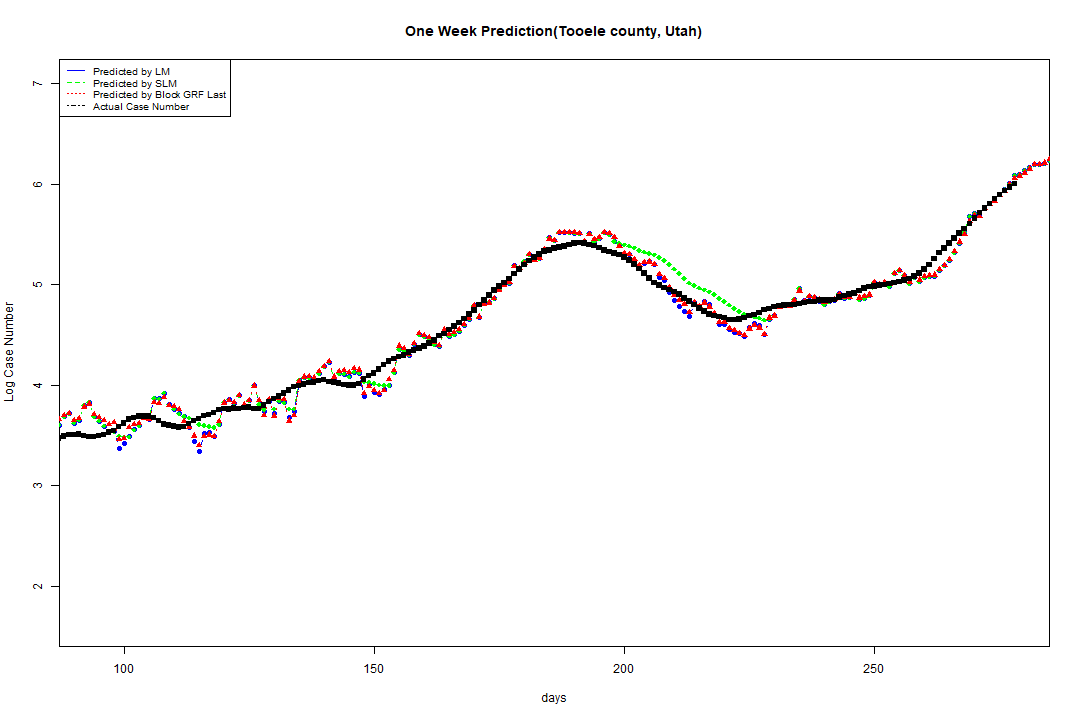 One Week Prediction(Tooele county, Utah)
Predicted by LM
Predicted by SLM
Predicted by Block GRF Last
Actual Case Number
7
6
5
4
3
2
Log Case Number
100 150 200 250
days